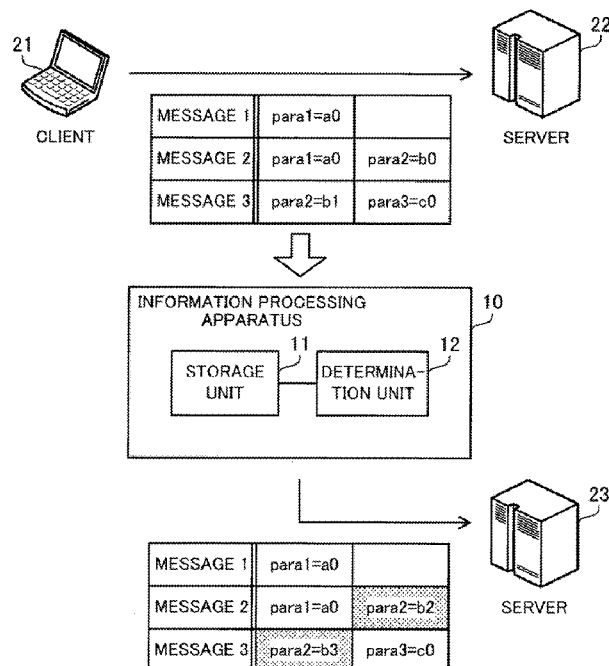 21
22
CLIENT
SERVER
MESSAGE 1 para1=a0
MESSAGE 2 para1=a0 para2=b0
MESSAGE 3 para2=b1 para3=c0
INFORMATION PROCESSING
APPARATUS
10
11
12
STORAGE
UNIT
DETERMINA-
TION UNIT
23
SERVER
MESSAGE 1 para1=a0
MESSAGE 2 para1=a0 para2=b2
MESSAGE 3 para2=b3 para3=c0